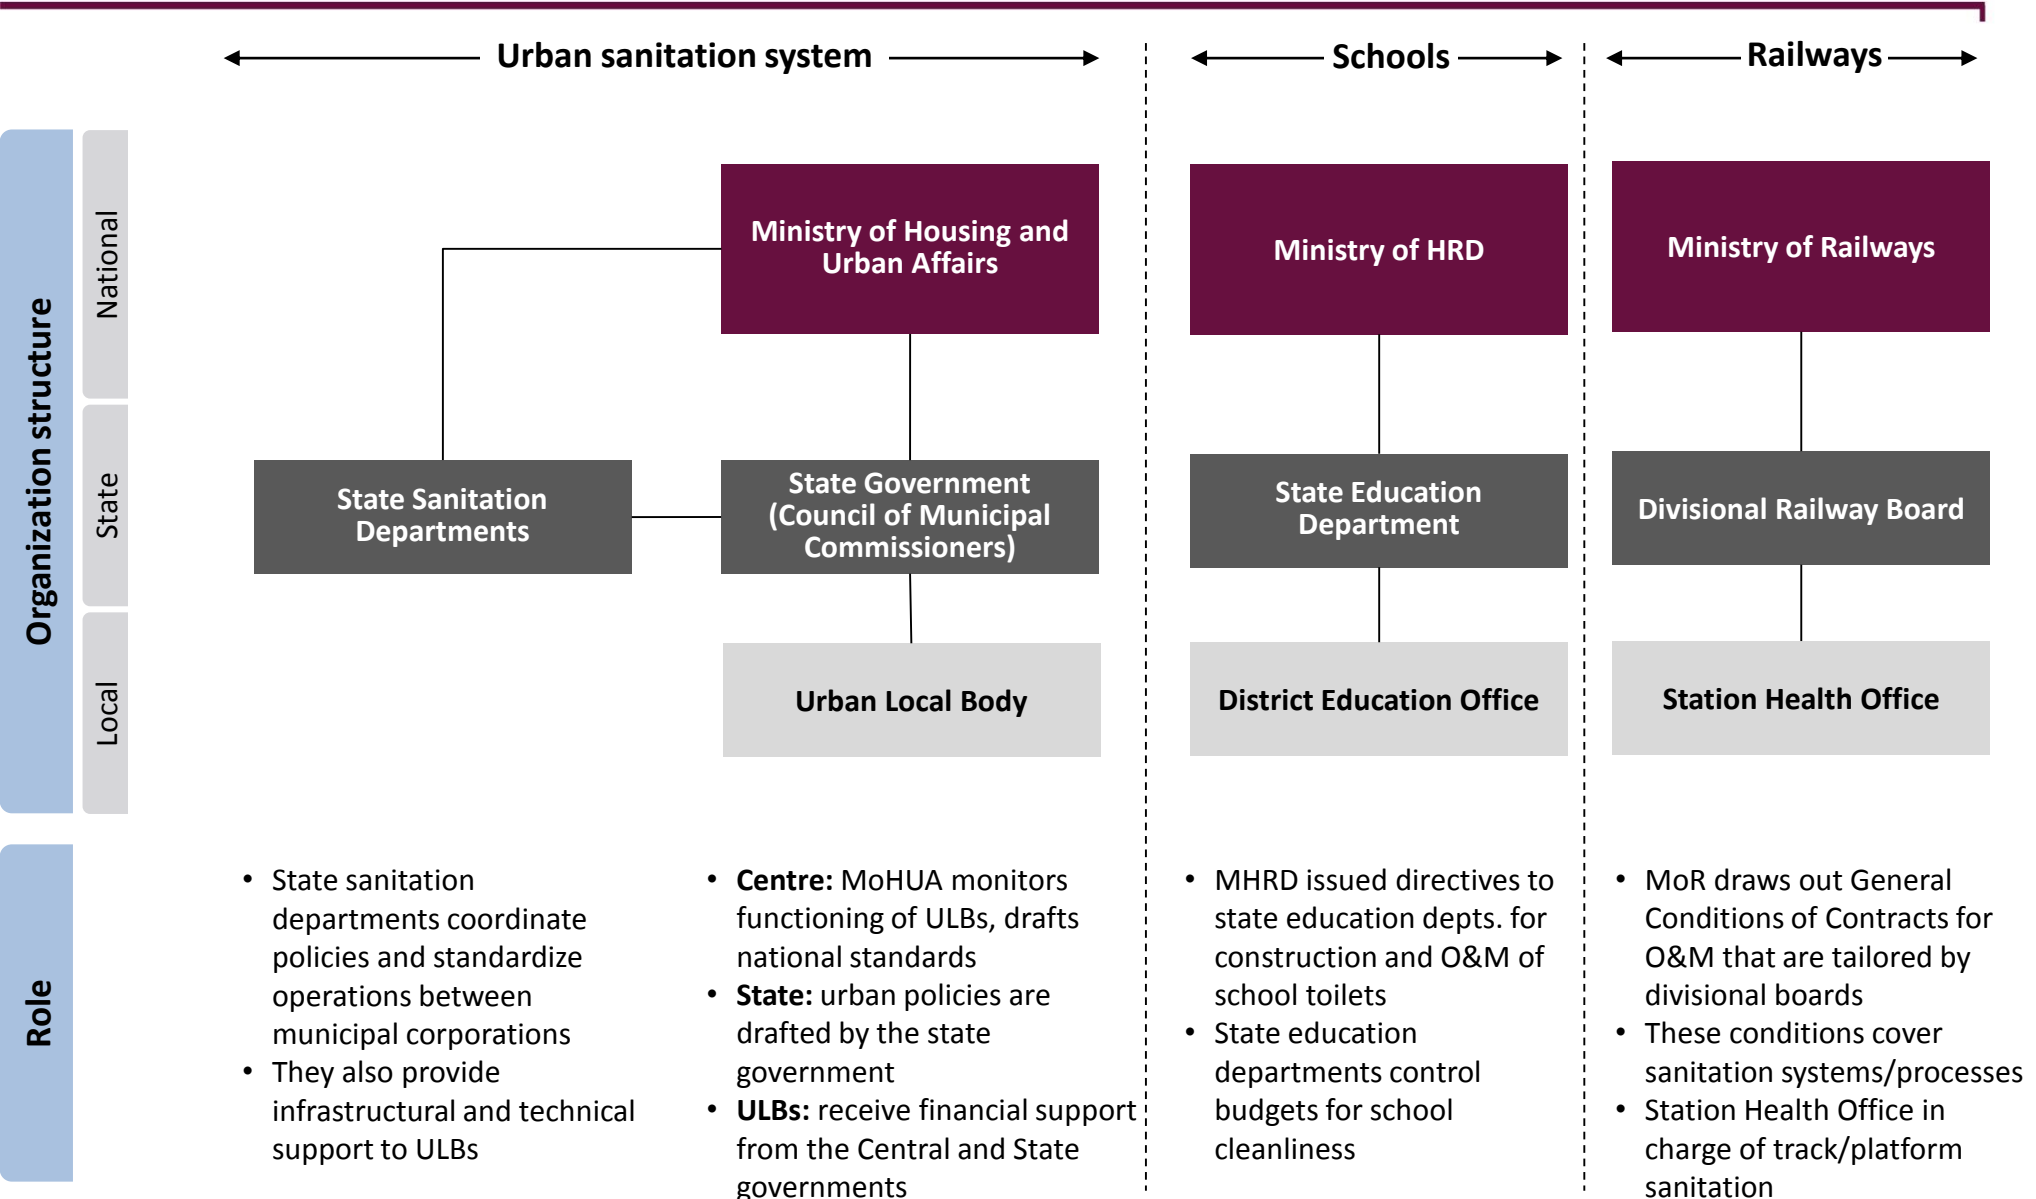 Urban sanitation system
Schools
Railways
Organization structure
National
State
Local
Ministry of Housing and
Urban Affairs
Ministry of HRD
Ministry of Railways
State Sanitation
Departments
State Government
(Council of Municipal
Commissioners)
State Education
Department
Divisional Railway Board
Urban Local Body
District Education Office
Station Health Office
Role
• State sanitation
departments coordinate
policies and standardize
operations between
municipal corporations
• They also provide
infrastructural and technical
support to ULBs
• Centre: MoHUA monitors
functioning of ULBs, drafts
national standards
• State: urban policies are
drafted by the state
government
• ULBs: receive financial support
from the Central and State
governments
• MHRD issued directives to
state education depts. for
construction and O&M of
school toilets
• State education
departments control
budgets for school
cleanliness
• MoR draws out General
Conditions of Contracts for
O&M that are tailored by
divisional boards
• These conditions cover
sanitation systems/processes
• Station Health Office in
charge of track/platform
sanitation